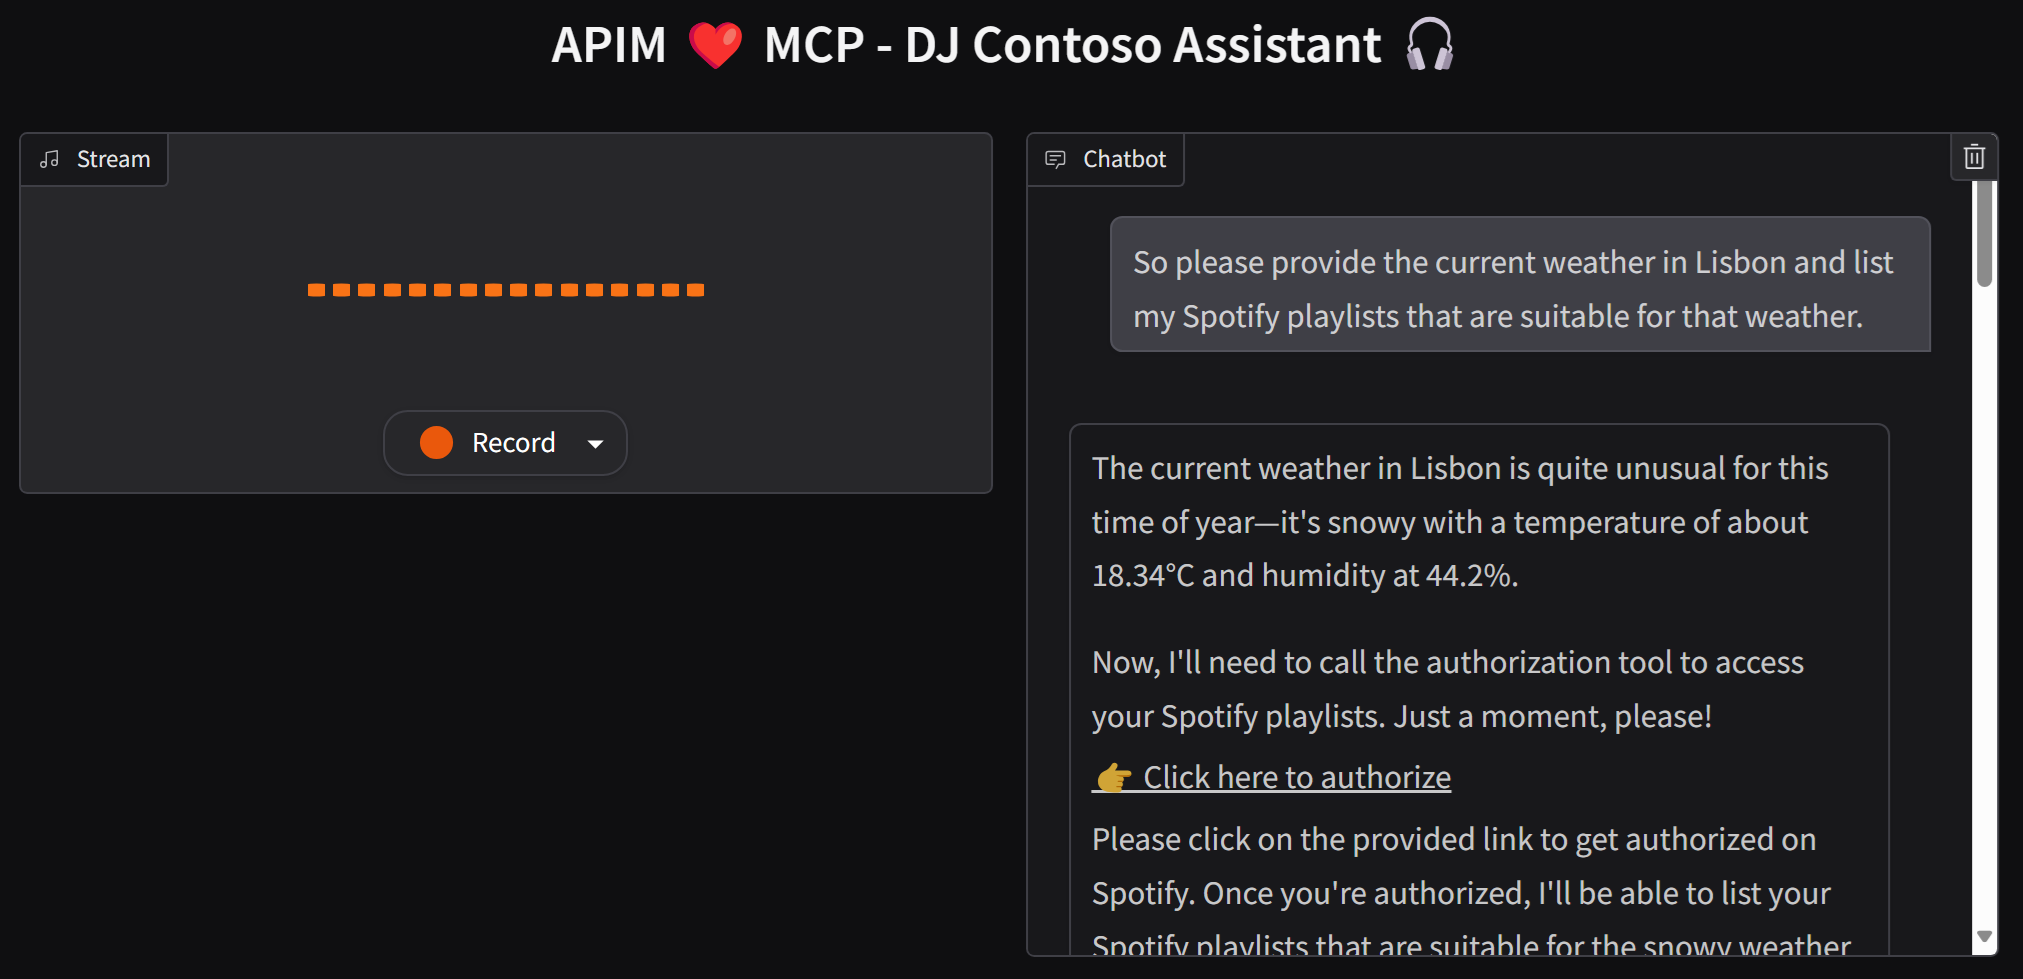 APIM ❤️ MCP - DJ Contoso Assistant 🎧
Stream
Record
Chatbot
So please provide the current weather in Lisbon and list
my Spotify playlists that are suitable for that weather.
The current weather in Lisbon is quite unusual for this
time of year—it's snowy with a temperature of about
18.34°C and humidity at 44.2%.
Now, I'll need to call the authorization tool to access
your Spotify playlists. Just a moment, please!
👉 Click here to authorize
Please click on the provided link to get authorized on
Spotify. Once you're authorized, I'll be able to list your
Spotify playlists that are suitable for the snowy weather